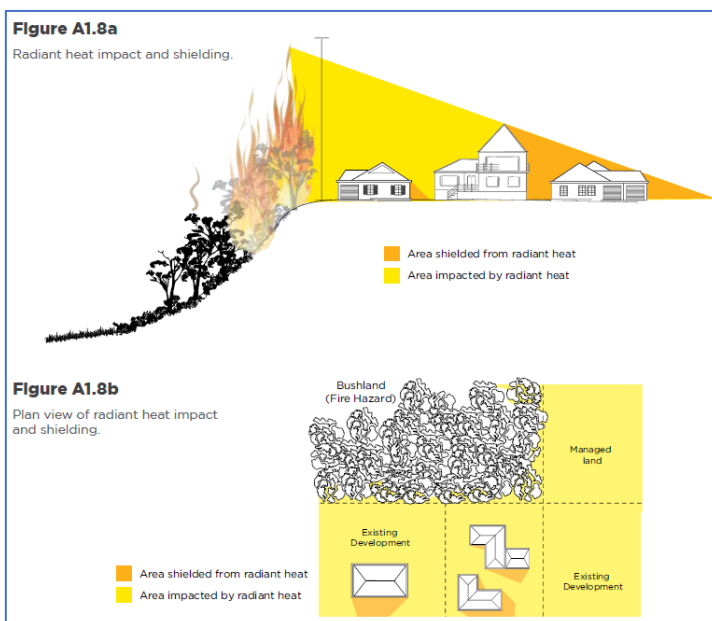 Figure A1.8a
Radiant heat impact and shielding.
Area shielded from radiant heat
Area impacted by radiant heat
Figure A1.8b
Plan view of radiant heat impact
and shielding.
Bushland
(Fire Hazard)
Managed
land
Existing
Development
Existing
Development
Area shielded from radiant heat
Area impacted by radiant heat